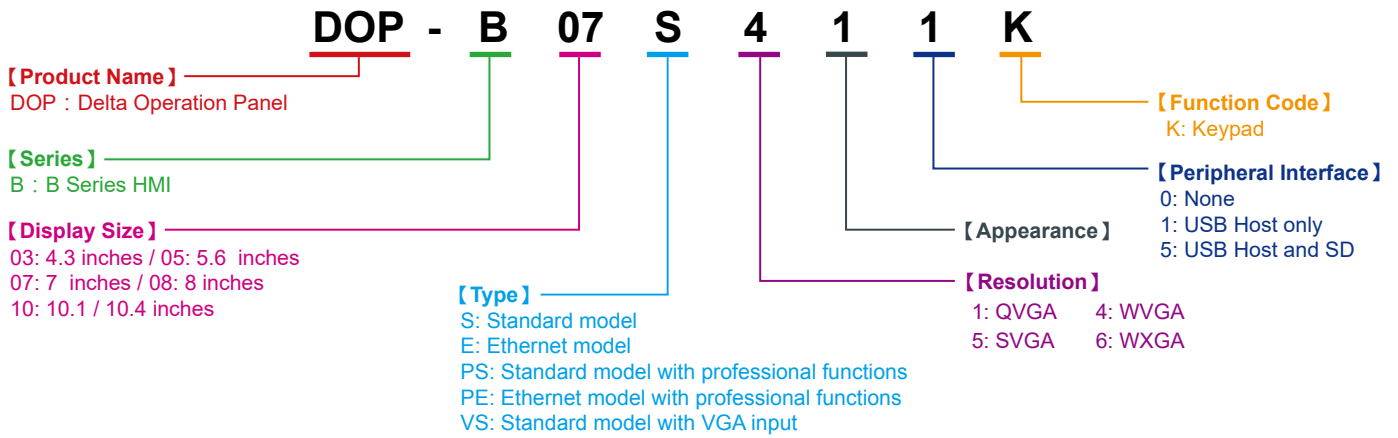 DOP - B 07 S 4 1 1 K
【Product Name】
DOP : Delta Operation Panel
【Series】
B : B Series HMI
【Display Size】
03: 4.3 inches / 05: 5.6 inches
07: 7 inches / 08: 8 inches
10: 10.1 / 10.4 inches
【Type】
S: Standard model
E: Ethernet model
PS: Standard model with professional functions
PE: Ethernet model with professional functions
VS: Standard model with VGA input
【Resolution】
1: QVGA 4: WVGA
5: SVGA 6: WXGA
【Appearance】
【Peripheral Interface】
0: None
1: USB Host only
5: USB Host and SD
【Function Code】
K: Keypad